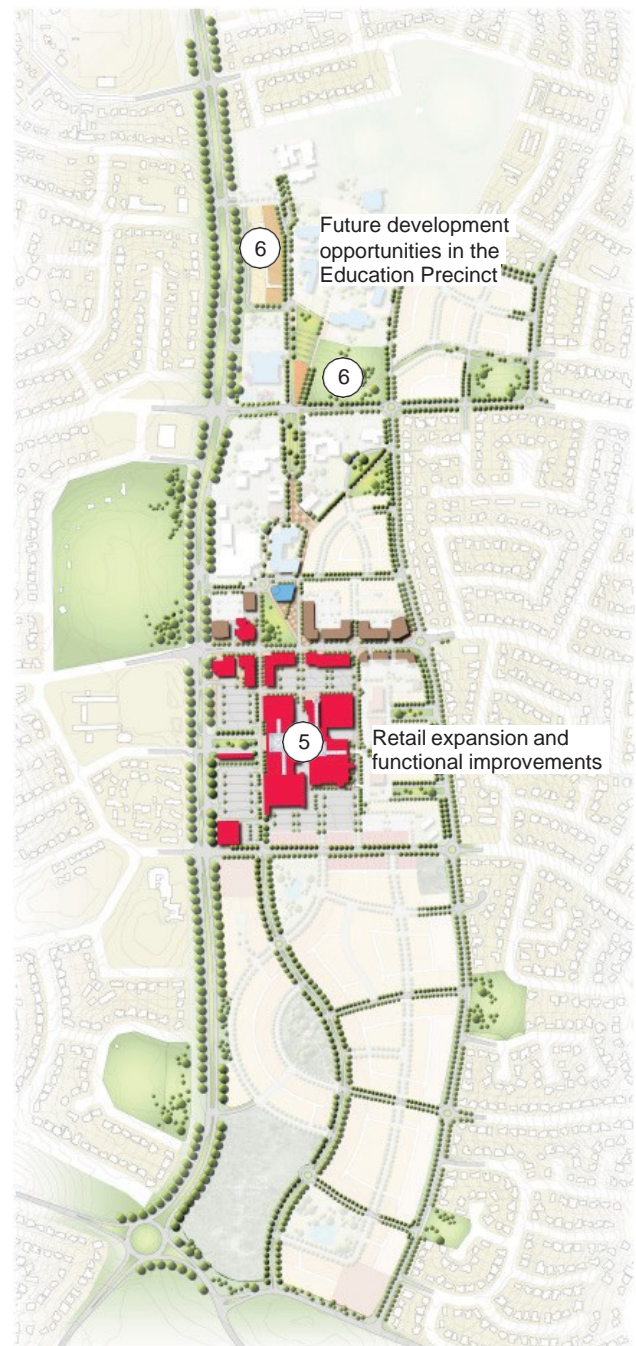 6
Future development
opportunities in the
Education Precinct
6
5
Retail expansion and
functional improvements